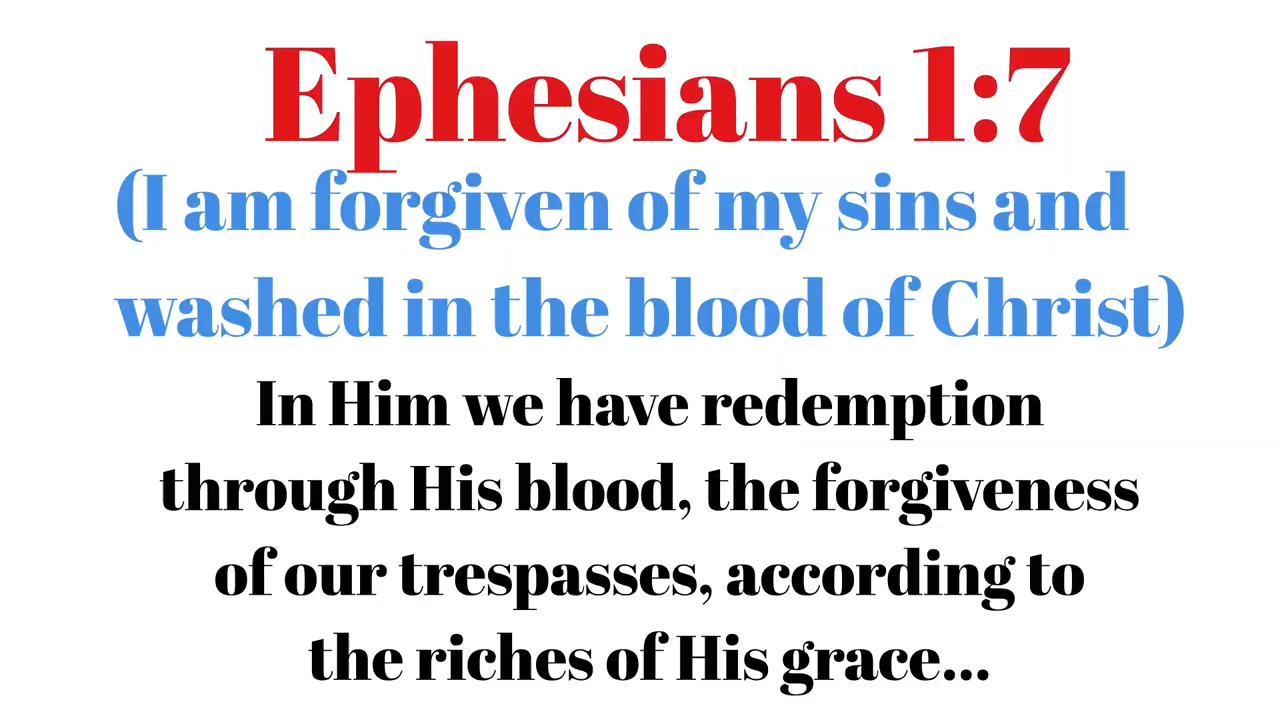 Ephesians 1:7
(I am forgiven of my sins and
washed in the blood of Christ)
In Him we have redemption
through His blood, the forgiveness
of our trespasses, according to
the riches of His grace...